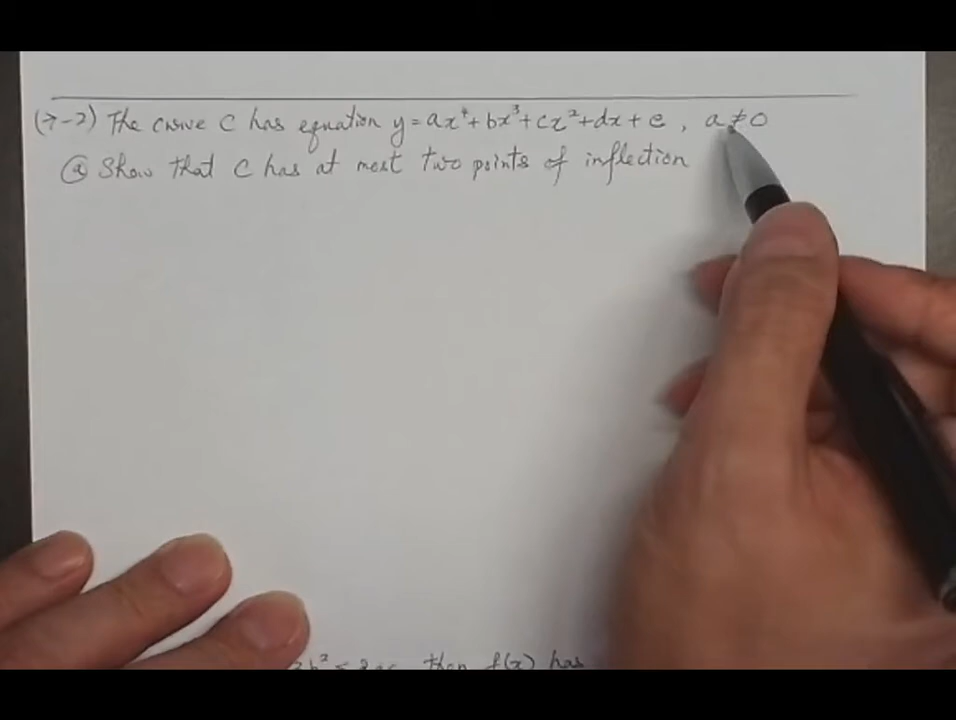 (7-2) The curve C has equation y = ax⁴ + bx³ + cx² + dx + e , a ≠ 0
ⓐ Show that C has at most two points of inflection
then f(x) has